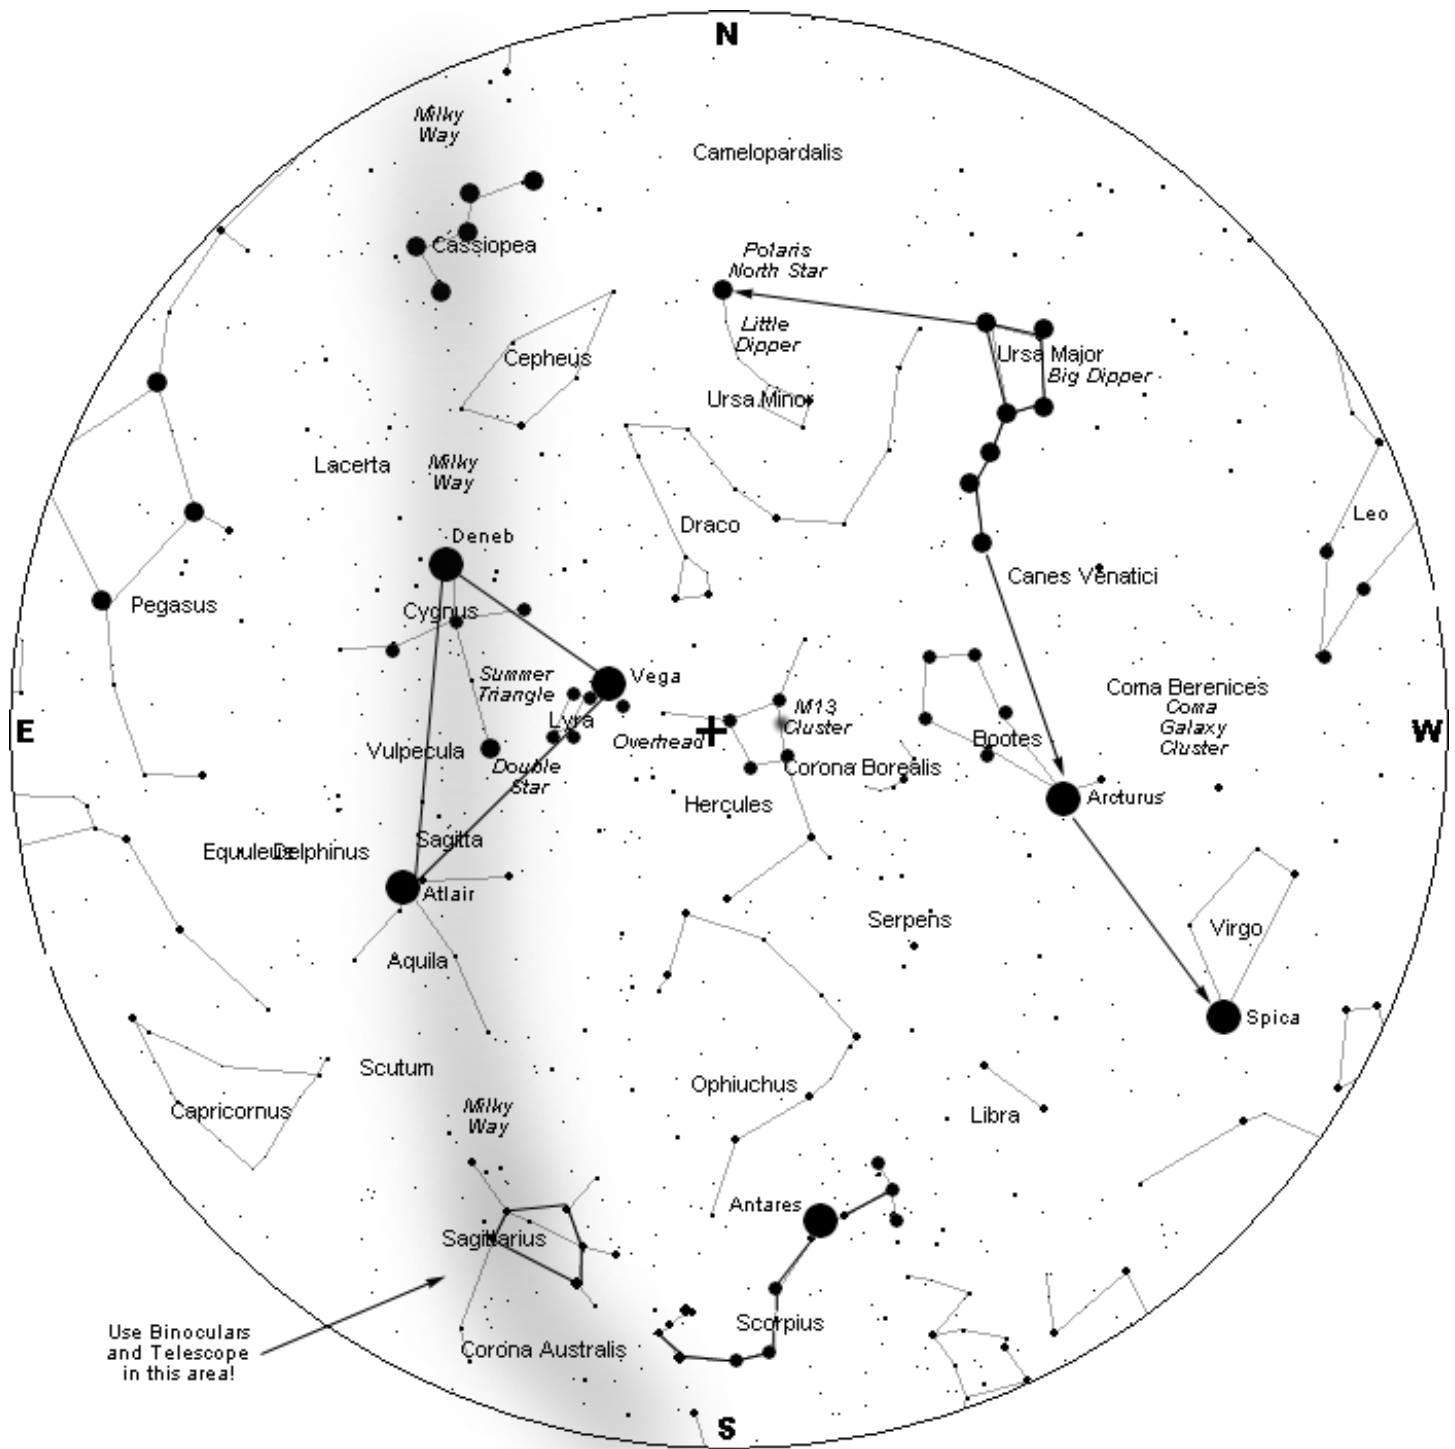 N
Milky
Way
Camelopardalis
Cassiopea
Polaris
North Star
Little
Dipper
Ursa Major
Big Dipper
Cepheus
Ursa Minor
Lacerta
Milky
Way
Leo
Draco
Deneb
Canes Venatici
Pegasus
Cygnus
Summer
Triangle
Vega
Coma Berenices
Coma
Galaxy
Cluster
M13
Cluster
Lyra
E
Overhead
Bootes
W
Vulpecula
Double
Star
Corona Borealis
Arcturus
Hercules
Sagitta
Equuleus
Delphinus
Atlair
Serpens
Virgo
Aquila
Spica
Scutum
Ophiuchus
Capricornus
Milky
Way
Libra
Antares
Sagittarius
Scorpius
Use Binoculars
and Telescope
in this area!
Corona Australis
S